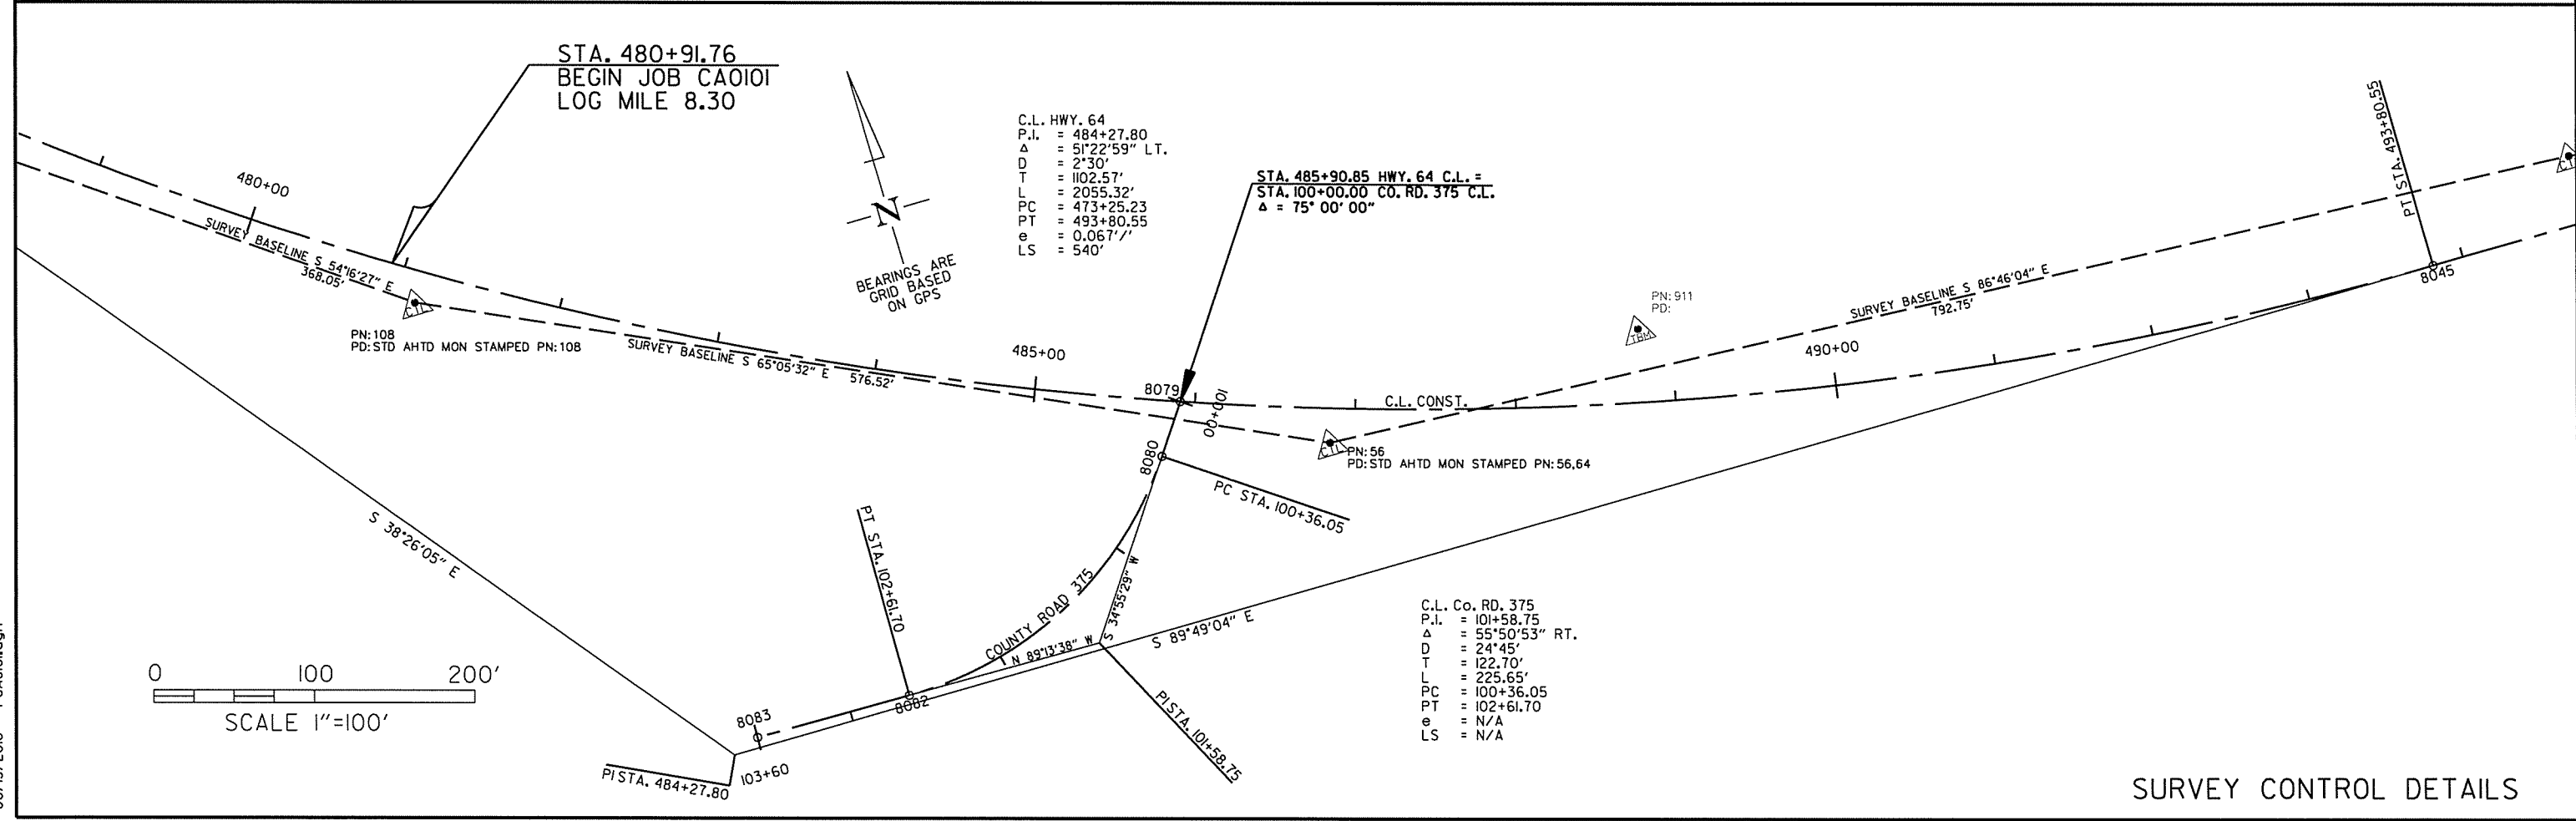 STA. 480+91.76
BEGIN JOB CA0101
LOG MILE 8.30
480+00
SURVEY BASELINE S 54°16'27" E
368.05'
PN:108
PD:STD AHTD MON STAMPED PN:108
SURVEY BASELINE S 65°05'32" E
576.52'
N
BEARINGS ARE
GRID BASED
ON GPS
C.L. HWY. 64
P.I. = 484+27.80
Δ = 51°22'59" LT.
D = 2°30'
T = 1102.57'
L = 2055.32'
PC = 473+25.23
PT = 493+80.55
e = 0.067'/'
LS = 540'
STA. 485+90.85 HWY. 64 C.L. =
STA. 100+00.00 CO. RD. 375 C.L.
Δ = 75° 00' 00"
485+00
8079
100+00
C.L. CONST.
8080
CTL
CTL
PN:56
PD:STD AHTD MON STAMPED PN:56,64
PC STA. 100+36.05
PN:911
PD:
TBM
SURVEY BASELINE S 86°46'04" E
792.75'
490+00
PT STA. 493+80.55
8045
S 38°26'05" E
PT STA. 102+61.70
COUNTY ROAD 375
N 89°13'38" W
S 34°55'29" W
S 89°49'04" E
8082
8083
103+60
PI STA. 484+27.80
PI STA. 101+58.75
C.L. Co. RD. 375
P.I. = 101+58.75
Δ = 55°50'53" RT.
D = 24°45'
T = 122.70'
L = 225.65'
PC = 100+36.05
PT = 102+61.70
e = N/A
LS = N/A
0 100 200'
SCALE 1"=100'
SURVEY CONTROL DETAILS